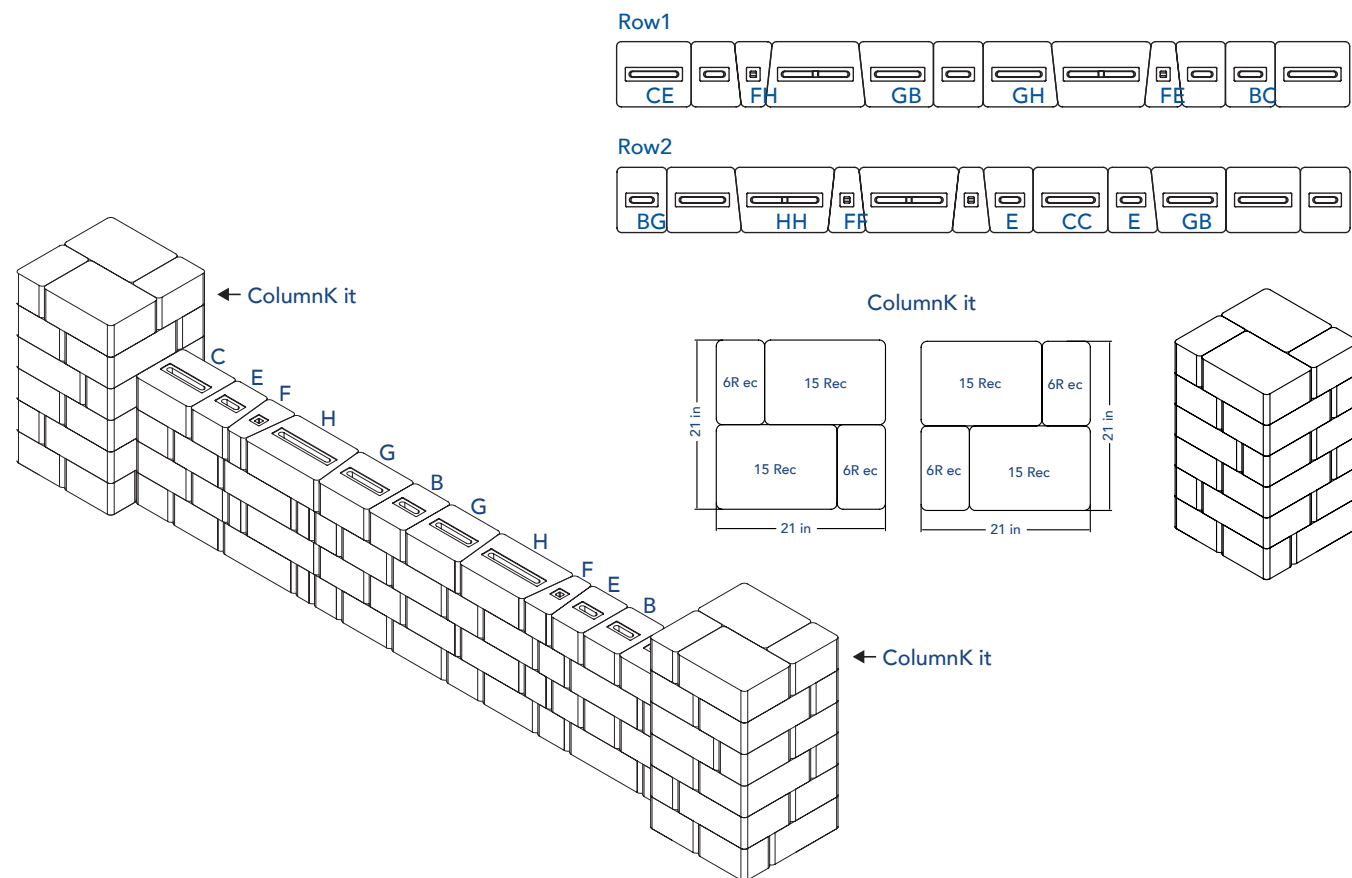 Row1
CE FH GB GH FE BC
Row2
BG HH FF E CC E GB
ColumnK it
ColumnK it
6R ec 15 Rec
15 Rec 6R ec
21 in
21 in
15 Rec 6R ec
6R ec 15 Rec
21 in
21 in
C
E
F
H
G
B
G
H
F
E
B
ColumnK it